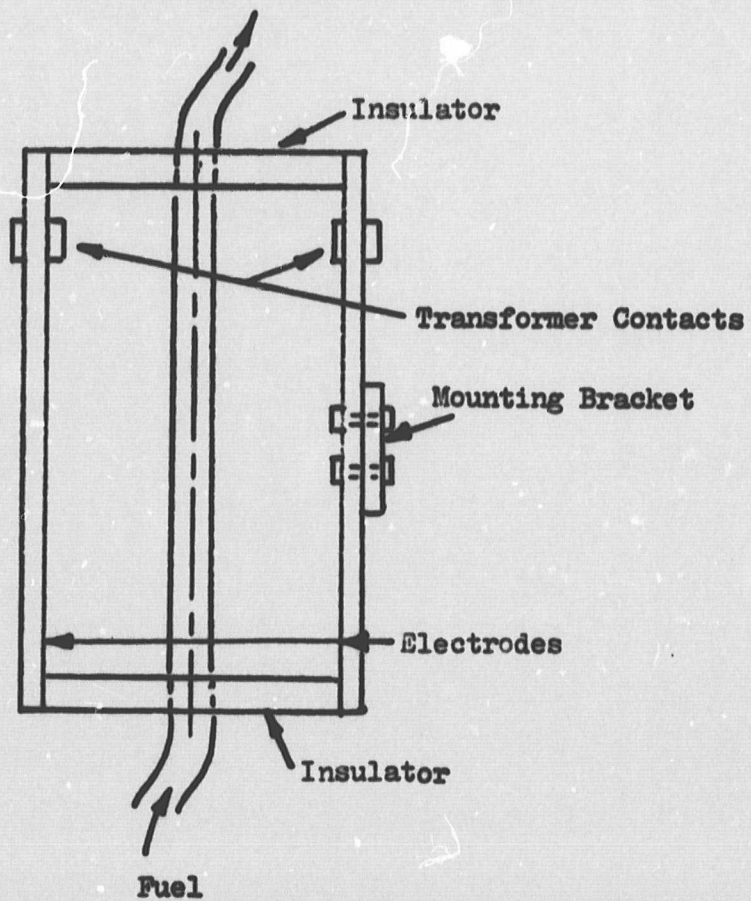 Insulator
Transformer Contacts
Mounting Bracket
Electrodes
Insulator
Fuel